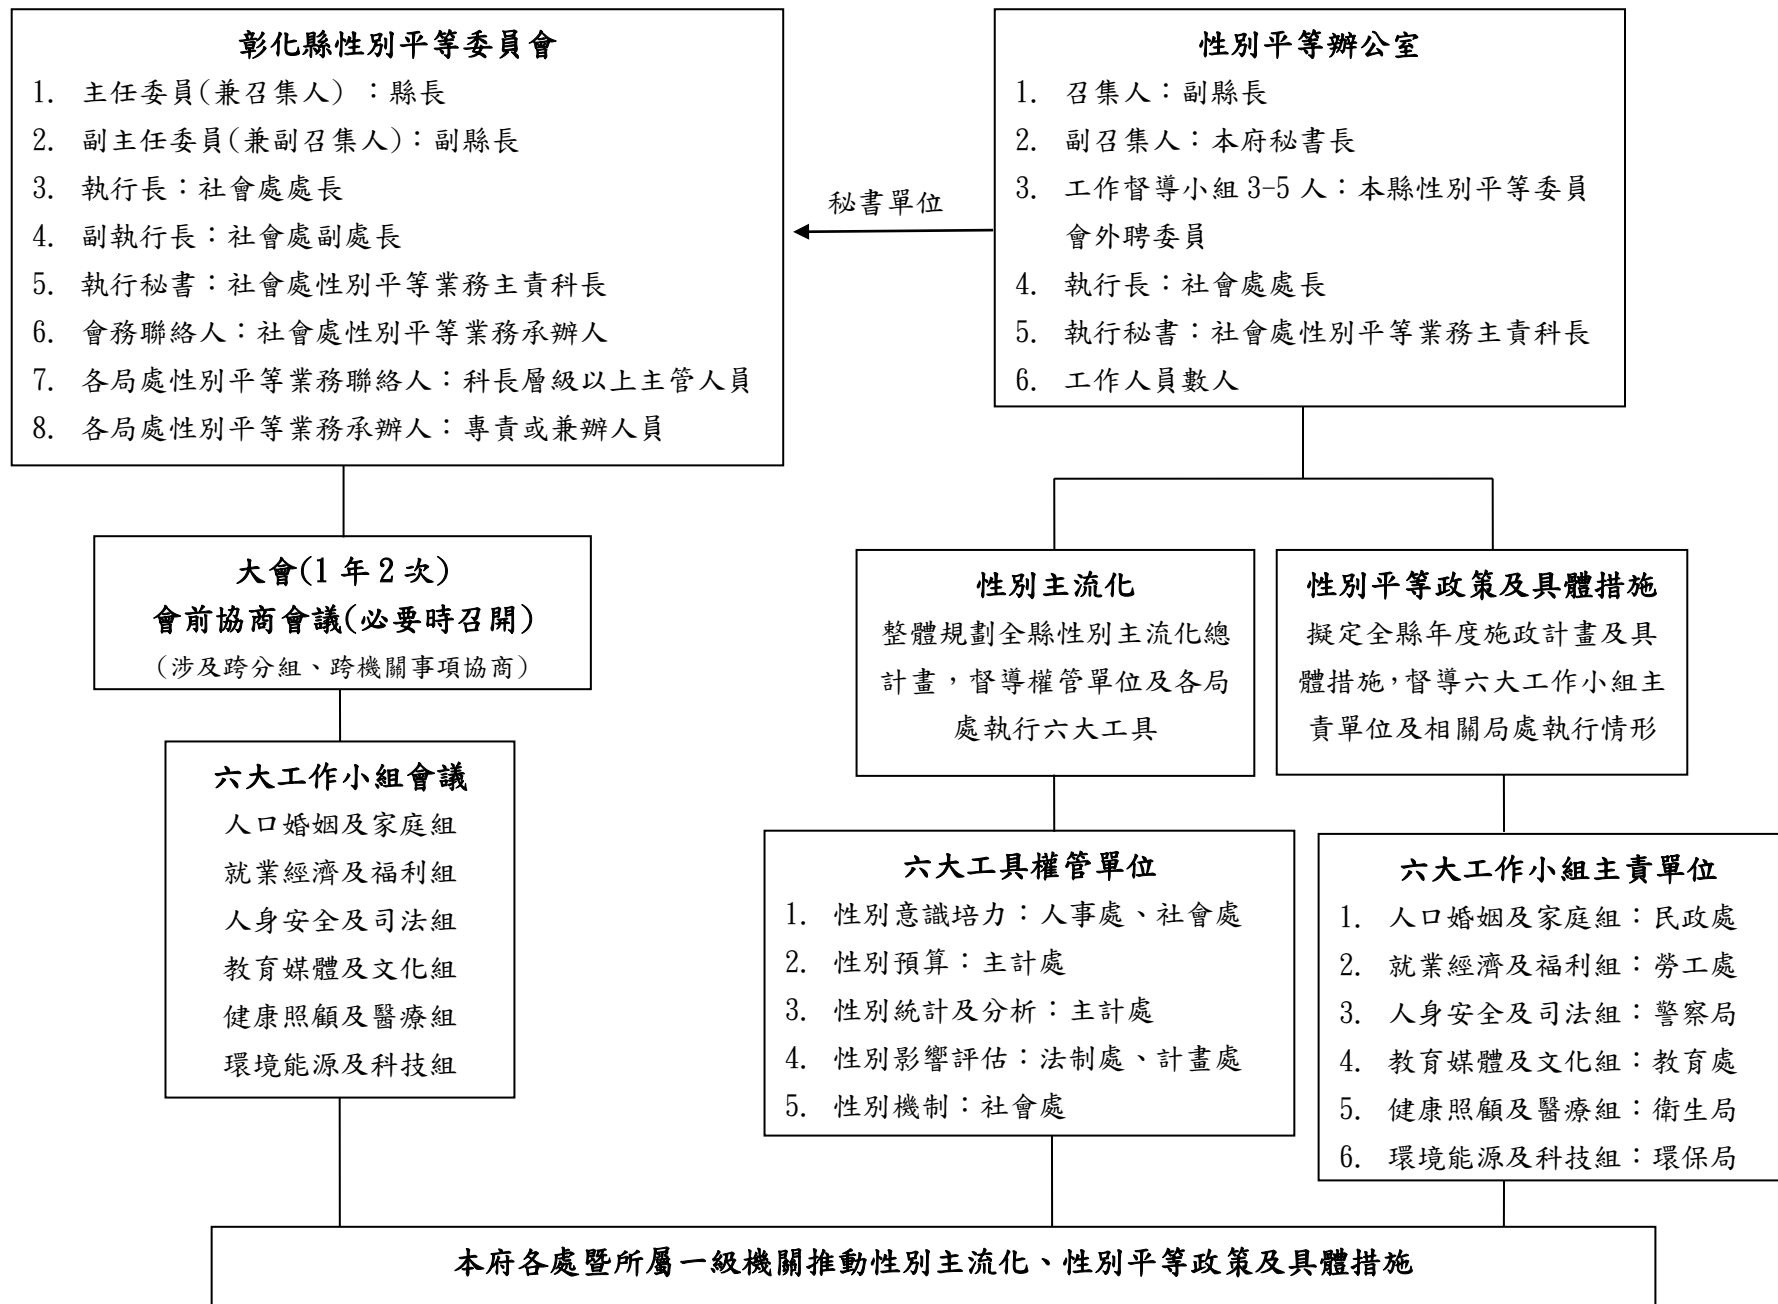 彰化縣性別平等委員會
1. 主任委員(兼召集人) ：縣長
2. 副主任委員(兼副召集人)：副縣長
3. 執行長：社會處處長
4. 副執行長：社會處副處長
5. 執行秘書：社會處性別平等業務主責科長
6. 會務聯絡人：社會處性別平等業務承辦人
7. 各局處性別平等業務聯絡人：科長層級以上主管人員
8. 各局處性別平等業務承辦人：專責或兼辦人員
秘書單位
性別平等辦公室
1. 召集人：副縣長
2. 副召集人：本府秘書長
3. 工作督導小組 3-5 人：本縣性別平等委員
會外聘委員
4. 執行長：社會處處長
5. 執行秘書：社會處性別平等業務主責科長
6. 工作人員數人
大會(1 年 2 次)
會前協商會議(必要時召開)
(涉及跨分組、跨機關事項協商)
六大工作小組會議
人口婚姻及家庭組
就業經濟及福利組
人身安全及司法組
教育媒體及文化組
健康照顧及醫療組
環境能源及科技組
性別主流化
整體規劃全縣性別主流化總
計畫，督導權管單位及各局
處執行六大工具
性別平等政策及具體措施
擬定全縣年度施政計畫及具
體措施，督導六大工作小組主
責單位及相關局處執行情形
六大工具權管單位
1. 性別意識培力：人事處、社會處
2. 性別預算：主計處
3. 性別統計及分析：主計處
4. 性別影響評估：法制處、計畫處
5. 性別機制：社會處
六大工作小組主責單位
1. 人口婚姻及家庭組：民政處
2. 就業經濟及福利組：勞工處
3. 人身安全及司法組：警察局
4. 教育媒體及文化組：教育處
5. 健康照顧及醫療組：衛生局
6. 環境能源及科技組：環保局
本府各處暨所屬一級機關推動性別主流化、性別平等政策及具體措施